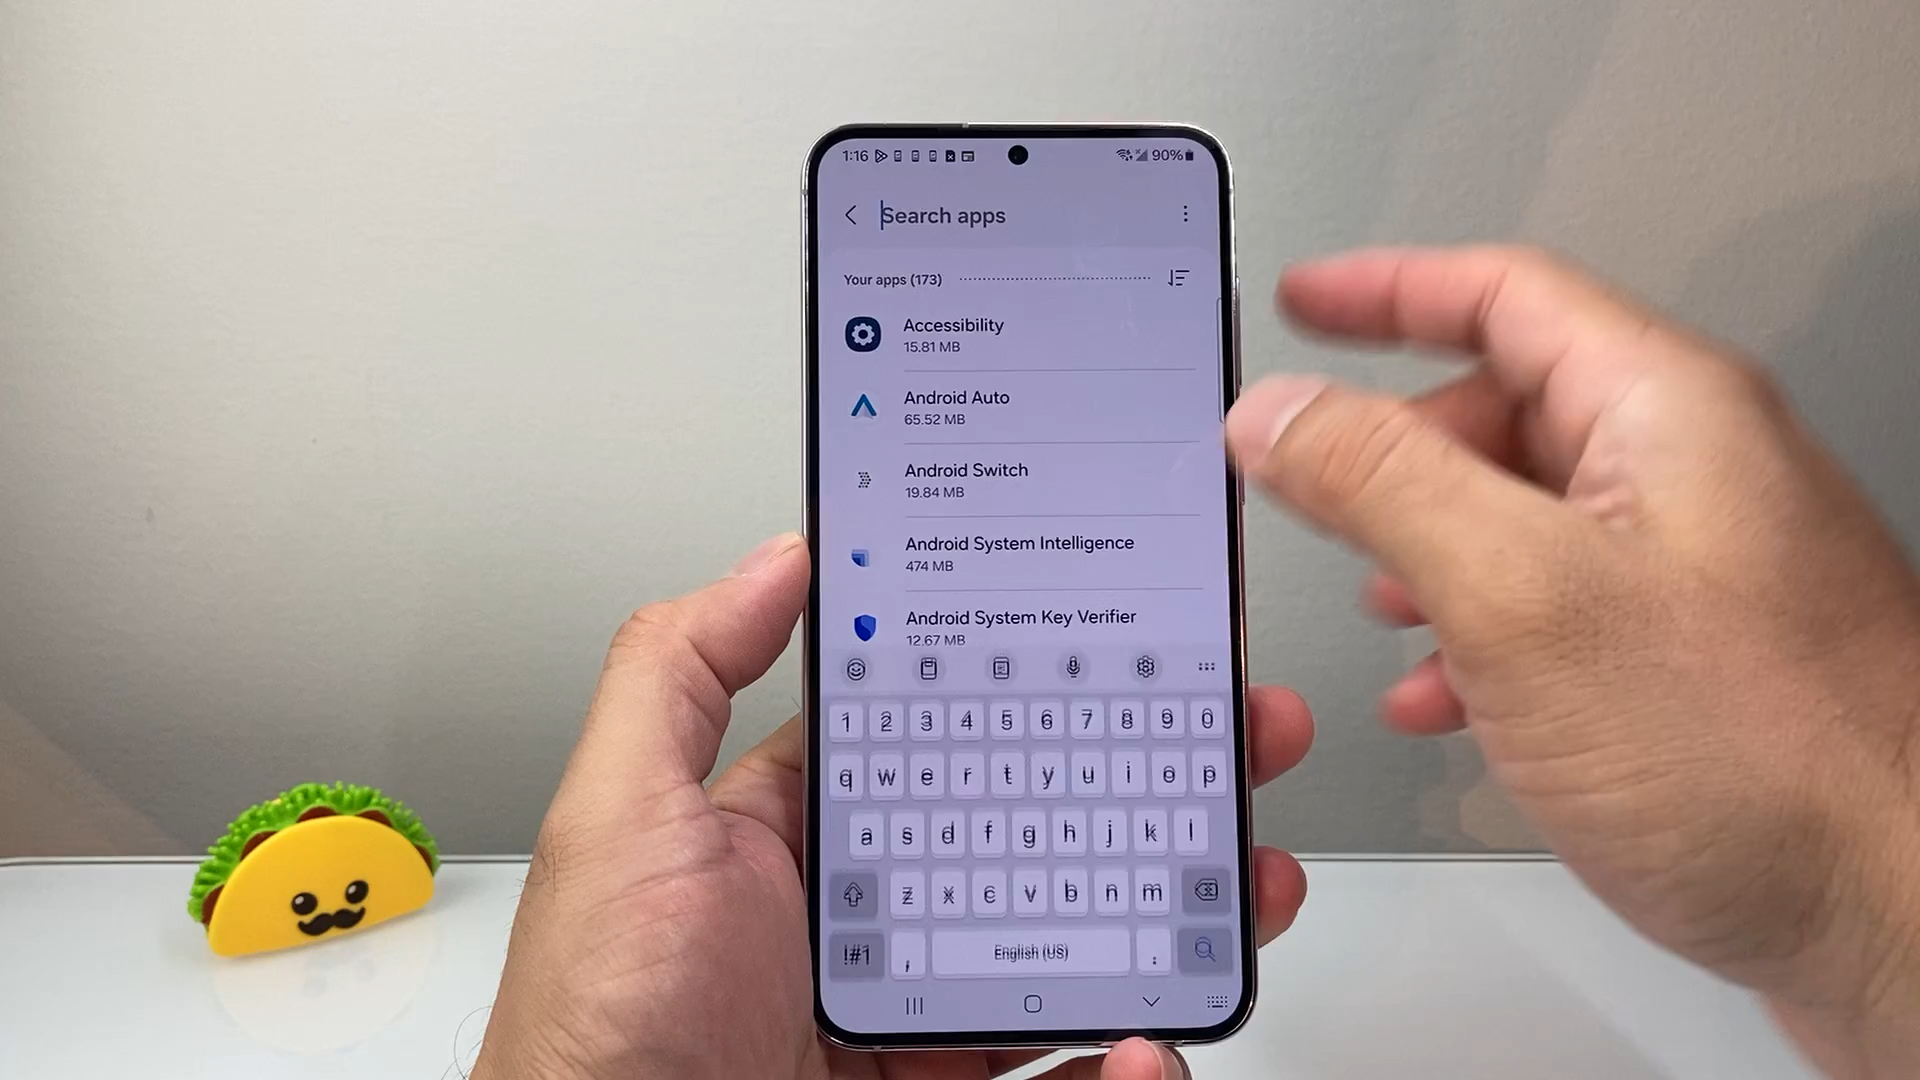 1:16 90%
Search apps
Your apps (173)
Accessibility
15.81 MB
Android Auto
65.52 MB
Android Switch
19.84 MB
Android System Intelligence
474 MB
Android System Key Verifier
12.67 MB
1 2 3 4 5 6 7 8 9 0
q w e r t y u i o p
a s d f g h j k l
z x c v b n m
!#1 , English (US) .